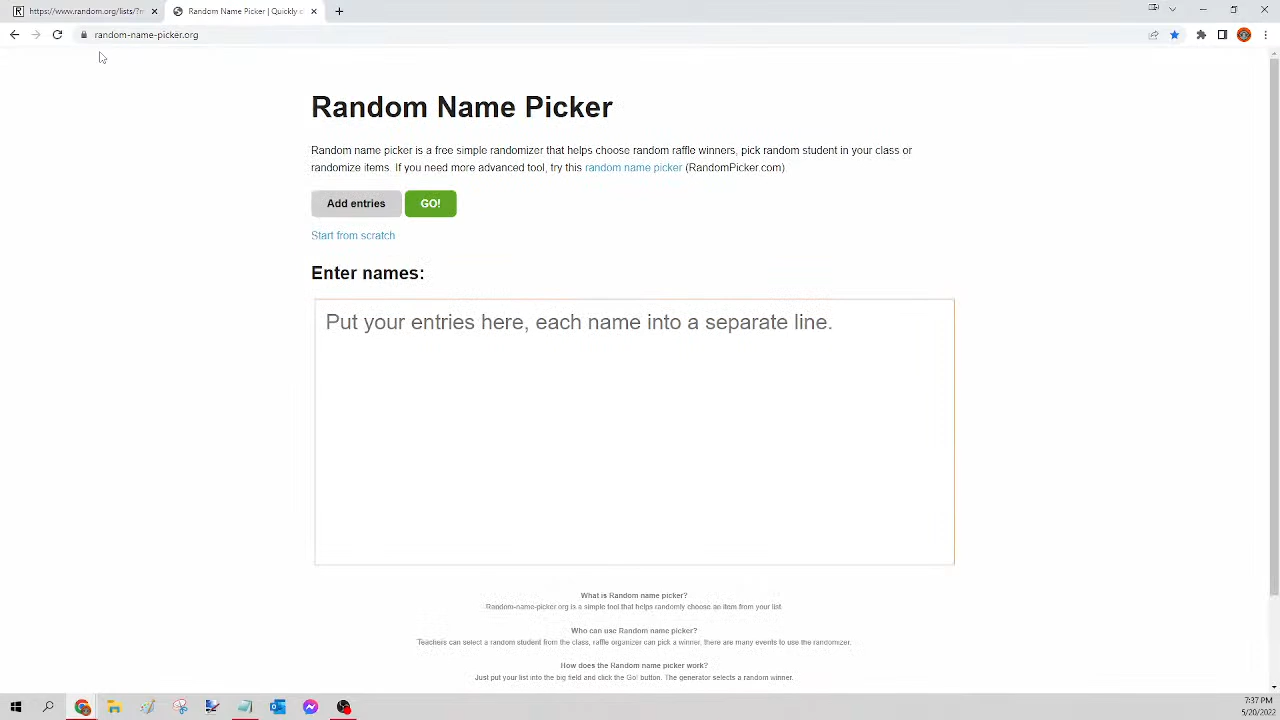 https://www.random.org/lists/?m
Random Name Picker | Quickly c
random-name-picker.org
Random Name Picker
Random name picker is a free simple randomizer that helps choose random raffle winners, pick random student in your class or
randomize items. If you need more advanced tool, try this random name picker (RandomPicker.com)
Add entries GO!
Start from scratch
Enter names:
Put your entries here, each name into a separate line.
What is Random name picker?
Random-name-picker.org is a simple tool that helps randomly choose an item from your list.
Who can use Random name picker?
Teachers can select a random student from the class, raffle organizer can pick a winner, there are many events to use the randomizer.
How does the Random name picker work?
Just put your list into the big field and click the Go! button. The generator selects a random winner.
7:37 PM
5/20/2022